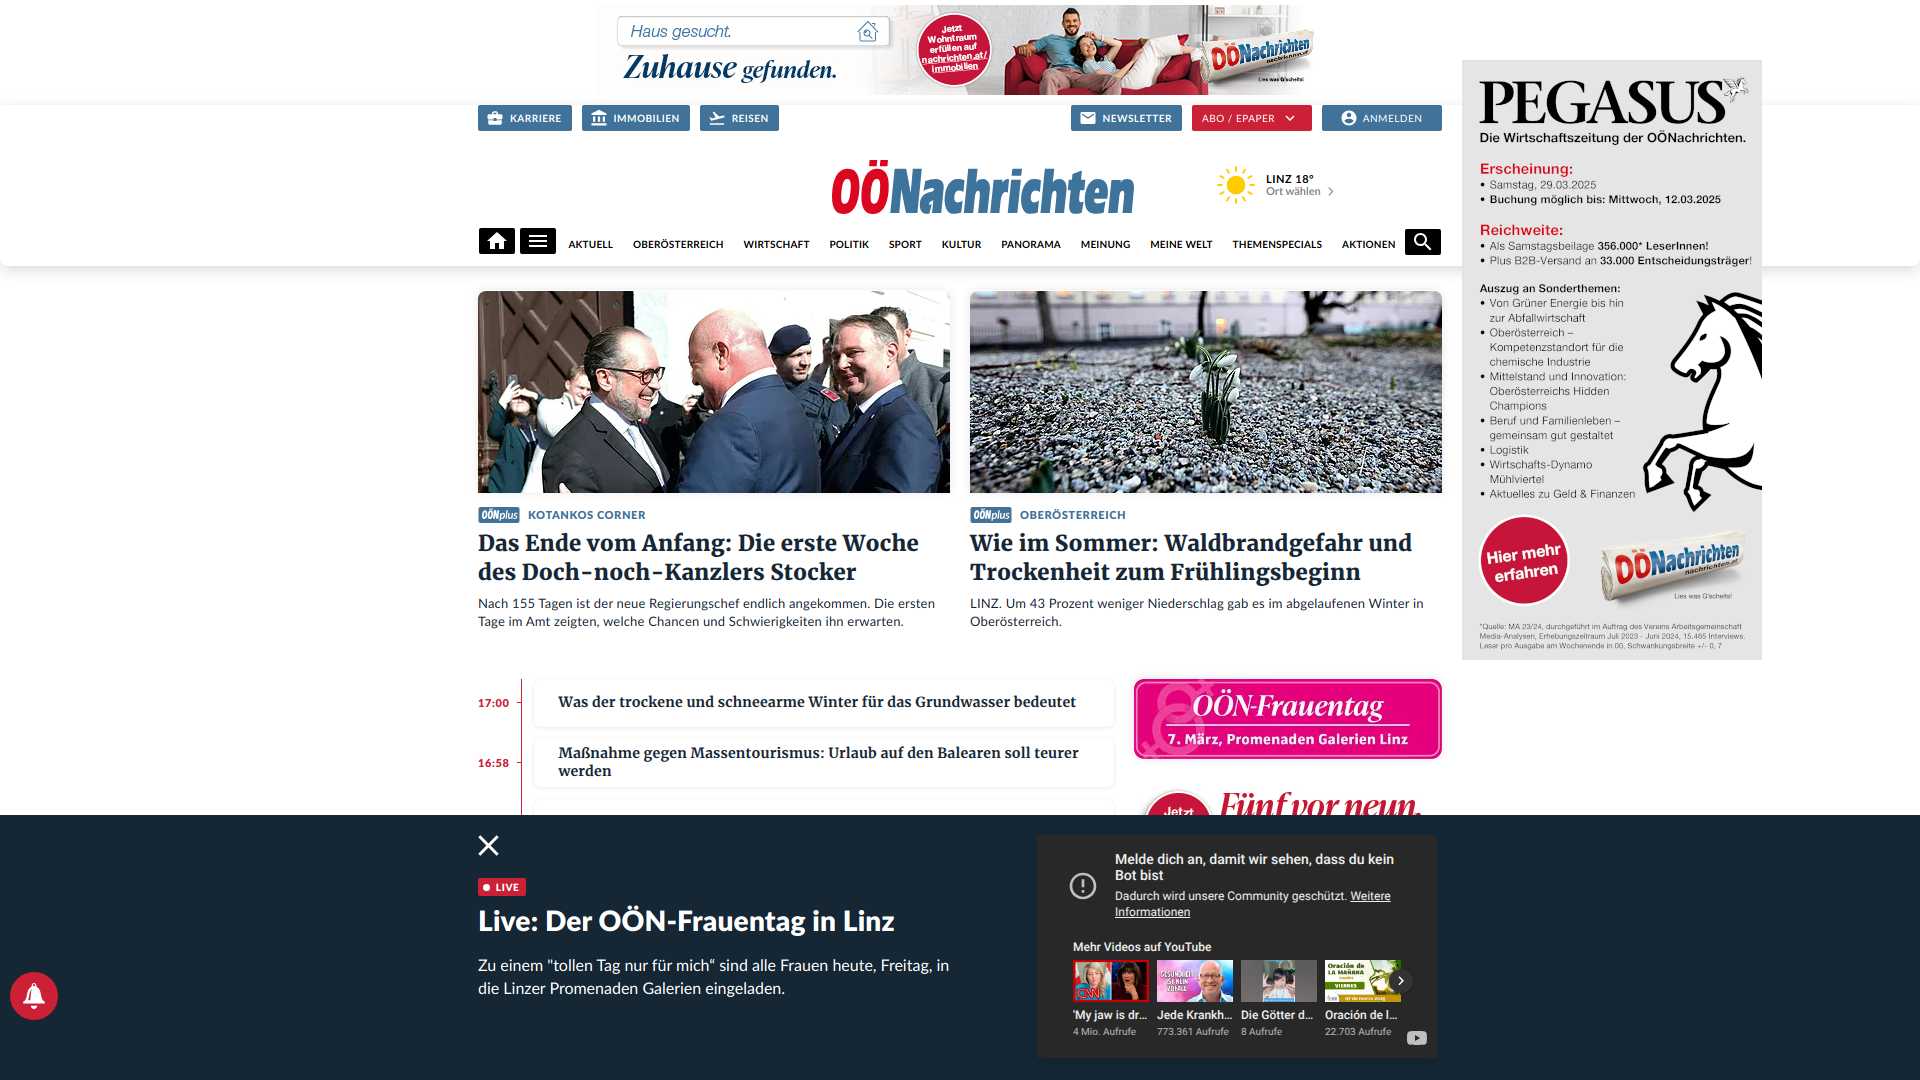 Haus gesucht.
Zuhause gefunden.
Jetzt
Wohntraum
erfüllen auf
nachrichten.at/
immobilien
OÖNachrichten
Lies was G'scheits!
KARRIERE
IMMOBILIEN
REISEN
NEWSLETTER
ABO / EPAPER
ANMELDEN
OÖNachrichten
LINZ 18°
Ort wählen
AKTUELL
OBERÖSTERREICH
WIRTSCHAFT
POLITIK
SPORT
KULTUR
PANORAMA
MEINUNG
MEINE WELT
THEMENSPECIALS
AKTIONEN
PEGASUS
Die Wirtschaftszeitung der OÖNachrichten.
Erscheinung:
• Samstag, 29.03.2025
• Buchung möglich bis: Mittwoch, 12.03.2025
Reichweite:
• Als Samstagsbeilage 356.000* LeserInnen!
• Plus B2B-Versand an 33.000 Entscheidungsträger!
Auszug an Sonderthemen:
• Von Grüner Energie bis hin
zur Abfallwirtschaft
• Oberösterreich –
Kompetenzstandort für die
chemische Industrie
• Mittelstand und Innovation:
Oberösterreichs Hidden
Champions
• Beruf und Familienleben –
gemeinsam gut gestaltet
• Logistik
• Wirtschafts-Dynamo
Mühlviertel
• Aktuelles zu Geld & Finanzen
Hier mehr
erfahren
OÖNachrichten
nachrichten.at
Lies was G'scheits!
*Quelle: MA 23/24, durchgeführt im Auftrag des Vereins Arbeitsgemeinschaft
Media-Analysen, Erhebungszeitraum Juli 2023 - Juni 2024, 15.465 Interviews.
Leser pro Ausgabe am Wochenende in OÖ, Schwankungsbreite +/- 0, 7
OÖNplus KOTANKOS CORNER
Das Ende vom Anfang: Die erste Woche
des Doch-noch-Kanzlers Stocker
Nach 155 Tagen ist der neue Regierungschef endlich angekommen. Die ersten
Tage im Amt zeigten, welche Chancen und Schwierigkeiten ihn erwarten.
OÖNplus OBERÖSTERREICH
Wie im Sommer: Waldbrandgefahr und
Trockenheit zum Frühlingsbeginn
LINZ. Um 43 Prozent weniger Niederschlag gab es im abgelaufenen Winter in
Oberösterreich.
17:00
Was der trockene und schneearme Winter für das Grundwasser bedeutet
16:58
Maßnahme gegen Massentourismus: Urlaub auf den Balearen soll teurer
werden
OÖN-Frauentag
7. März, Promenaden Galerien Linz
Jetzt
Fünf vor neun.
LIVE
Live: Der OÖN-Frauentag in Linz
Zu einem "tollen Tag nur für mich“ sind alle Frauen heute, Freitag, in
die Linzer Promenaden Galerien eingeladen.
Melde dich an, damit wir sehen, dass du kein
Bot bist
Dadurch wird unsere Community geschützt. Weitere
Informationen
Mehr Videos auf YouTube
CNN
GESUNDHEIT
IST KEIN
ZUFALL
Oración de
LA MAÑANA
VIERNES
'My jaw is dr...
4 Mio. Aufrufe
Jede Krankh...
773.361 Aufrufe
Die Götter d...
8 Aufrufe
Oración de l...
22.703 Aufrufe